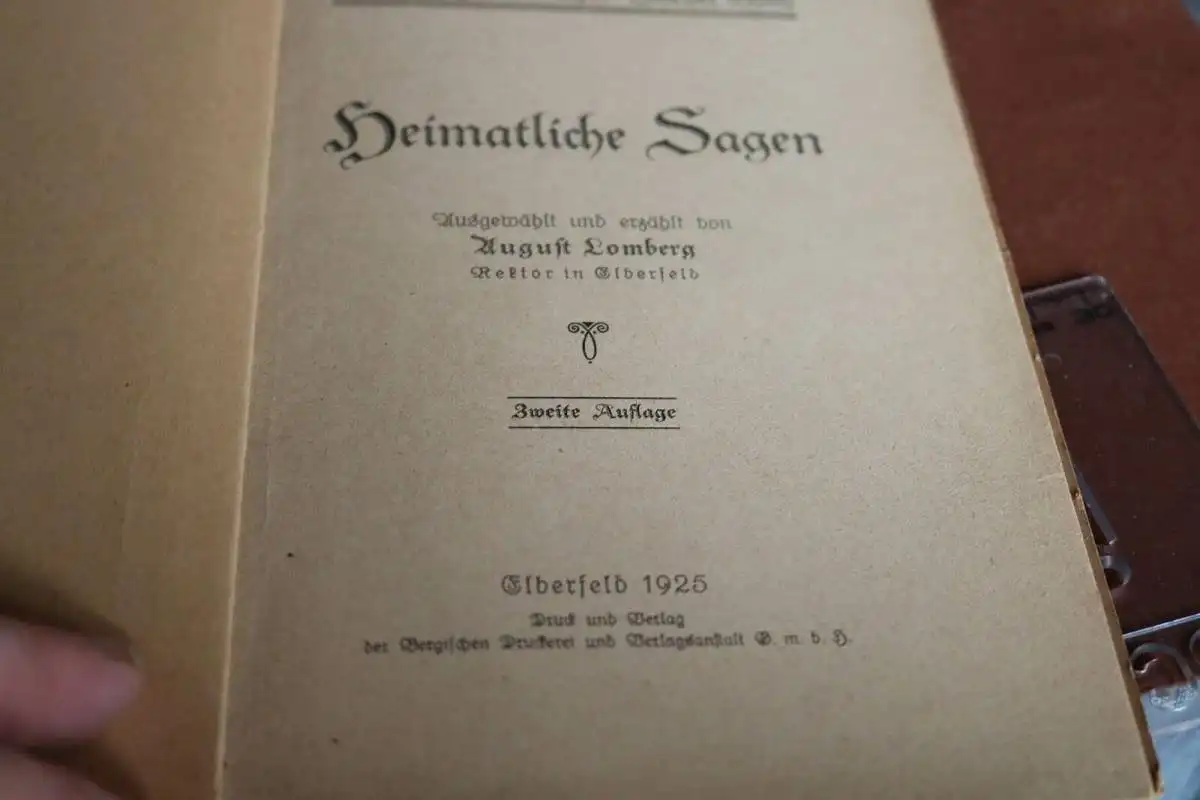 Heimatliche Sagen
Ausgewählt und erzählt von
August Lomberg
Rektor in Elberfeld
Zweite Auflage
Elberfeld 1925
Druck und Verlag
der Bergischen Druckerei und Verlagsanstalt G. m. b. H.